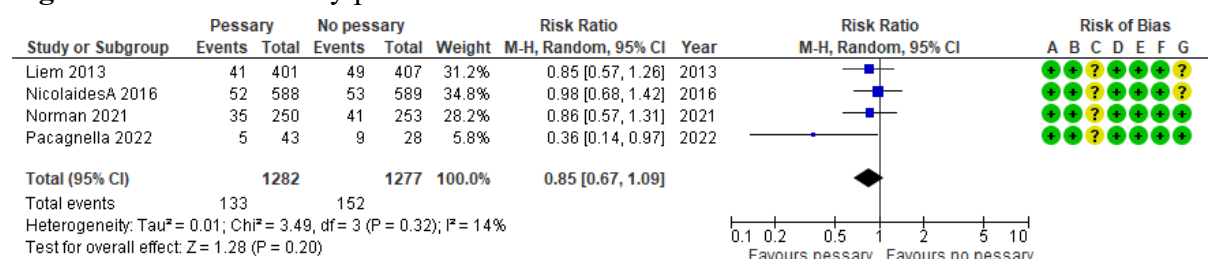 Pessary No pessary Risk Ratio Risk Ratio Risk of Bias
Study or Subgroup Events Total Events Total Weight M-H, Random, 95% CI Year M-H, Random, 95% CI A B C D E F G
Liem 2013 41 401 49 407 31.2% 0.85 [0.57, 1.26] 2013 + + ? + + + ?
NicolaidesA 2016 52 588 53 589 34.8% 0.98 [0.68, 1.42] 2016 + + ? + + + ?
Norman 2021 35 250 41 253 28.2% 0.86 [0.57, 1.31] 2021 + + ? + + + +
Pacagnella 2022 5 43 9 28 5.8% 0.36 [0.14, 0.97] 2022 + + ? + + + +
Total (95% CI) 1282 1277 100.0% 0.85 [0.67, 1.09]
Total events 133 152
Heterogeneity: Tau² = 0.01; Chi² = 3.49, df = 3 (P = 0.32); I² = 14%
Test for overall effect: Z = 1.28 (P = 0.20)
0.1 0.2 0.5 1 2 5 10
Favours pessary Favours no pessary